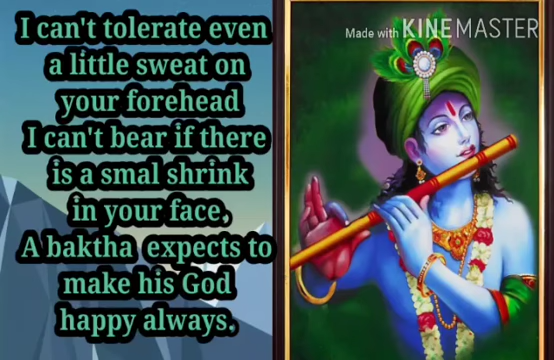 I can't tolerate even
a little sweat on
your forehead
I can't bear if there
is a smal shrink
in your face,
A baktha expects to
make his God
happy always.
Made with KINEMASTER